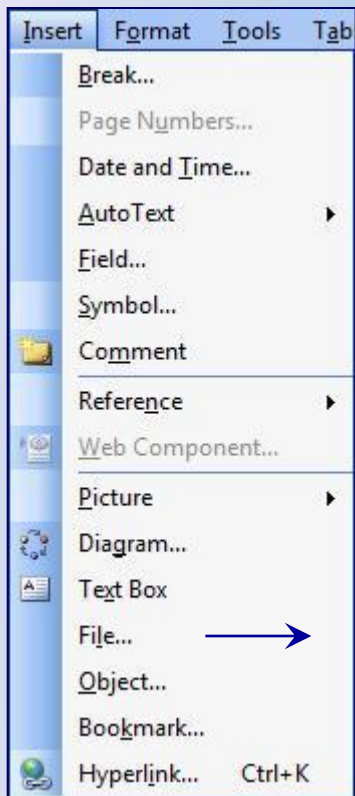 Insert Format Tools Tab
Break...
Page Numbers...
Date and Time...
AutoText
Field...
Symbol...
Comment
Reference
Web Component...
Picture
Diagram...
Text Box
File...
Object...
Bookmark...
Hyperlink... Ctrl+K